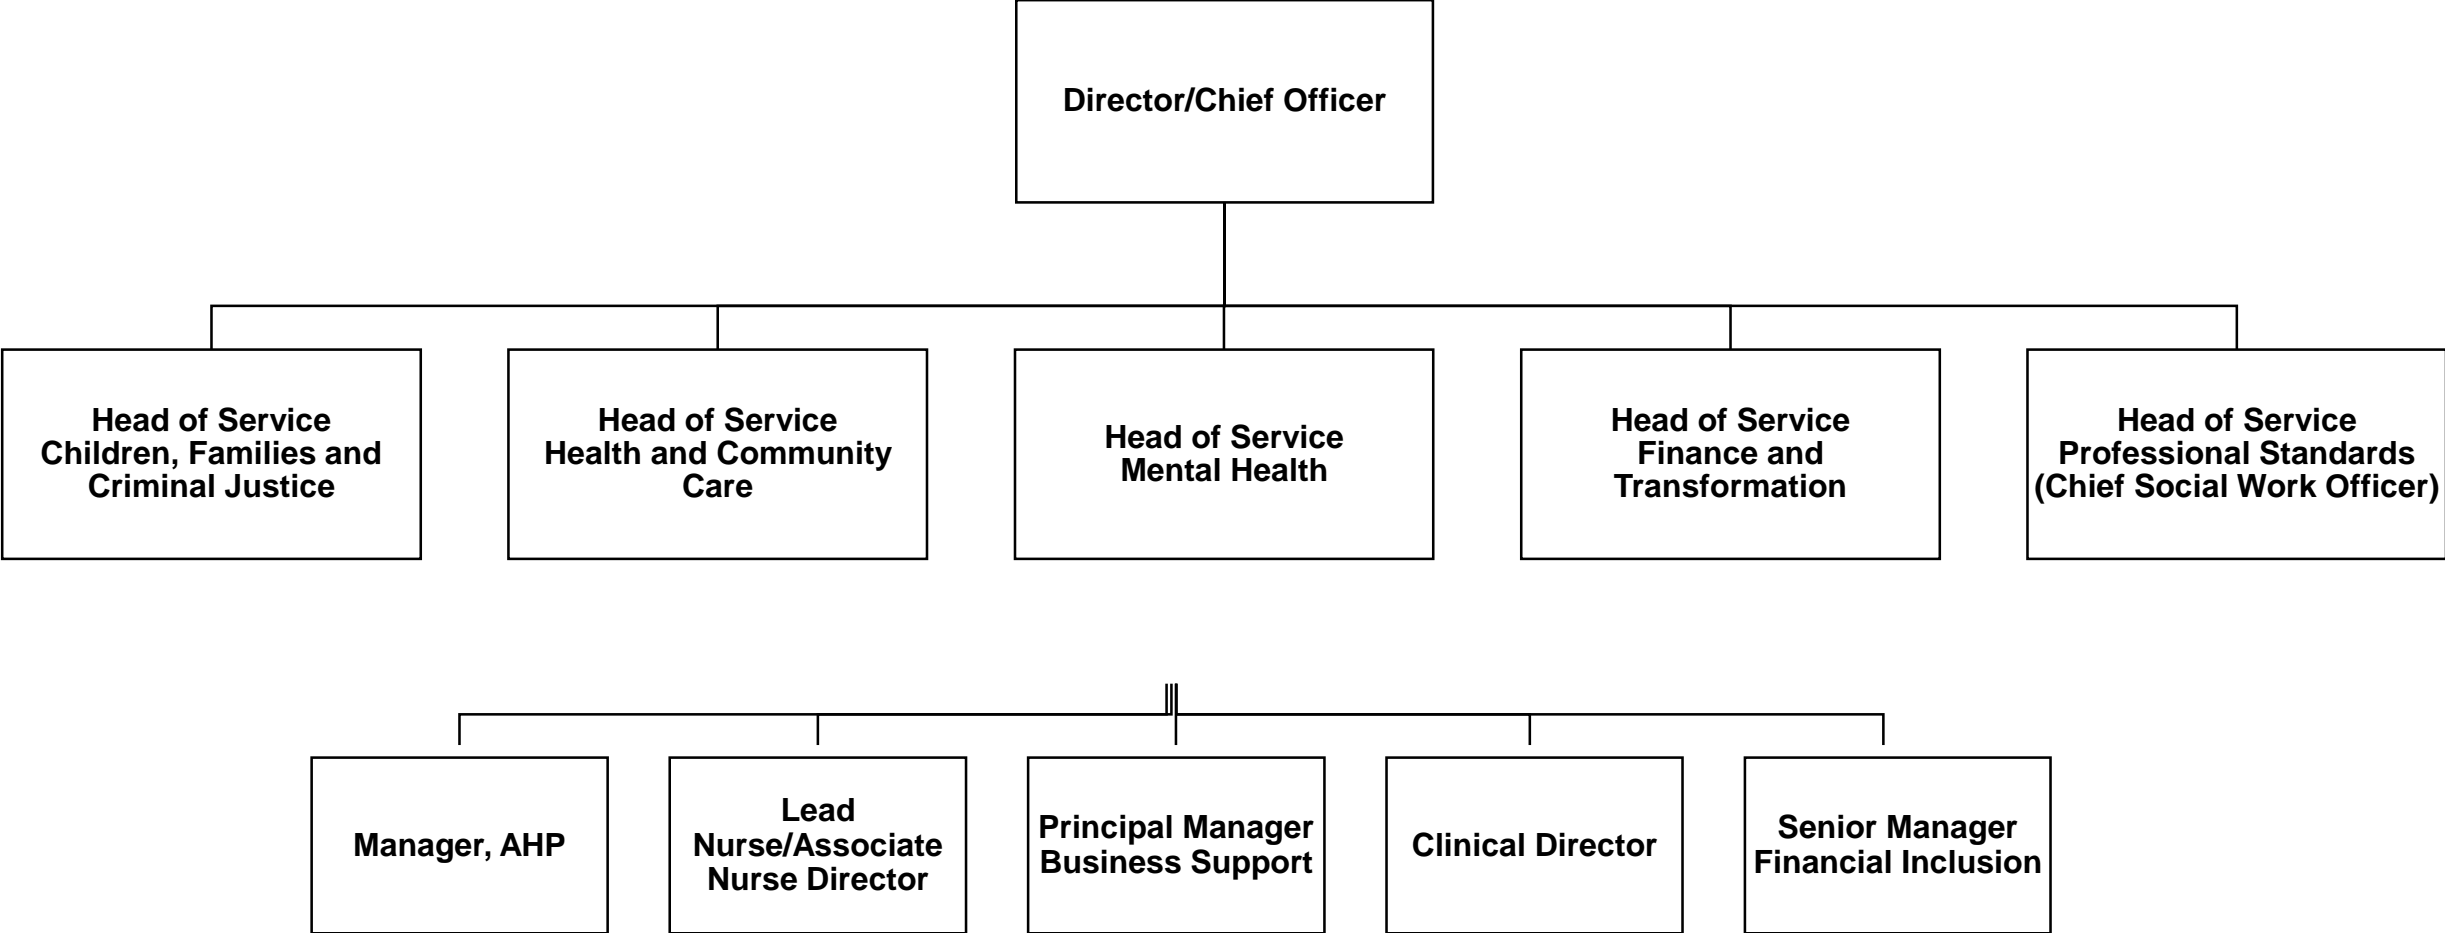 Director/Chief Officer
Head of Service
Children, Families and
Criminal Justice
Head of Service
Health and Community
Care
Head of Service
Mental Health
Head of Service
Finance and
Transformation
Head of Service
Professional Standards
(Chief Social Work Officer)
Manager, AHP
Lead
Nurse/Associate
Nurse Director
Principal Manager
Business Support
Clinical Director
Senior Manager
Financial Inclusion